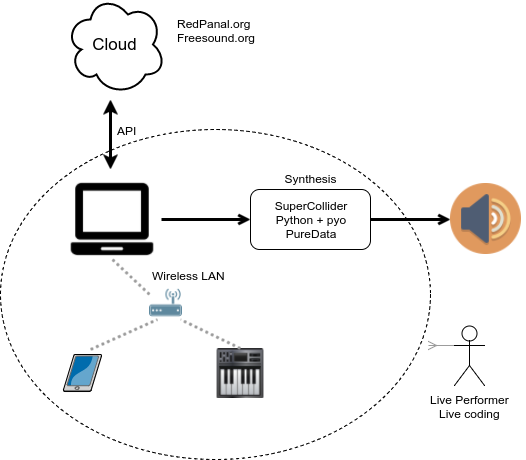 RedPanal.org
Freesound.org
Cloud
API
Synthesis
SuperCollider
Python + pyo
PureData
Wireless LAN
Live Performer
Live coding